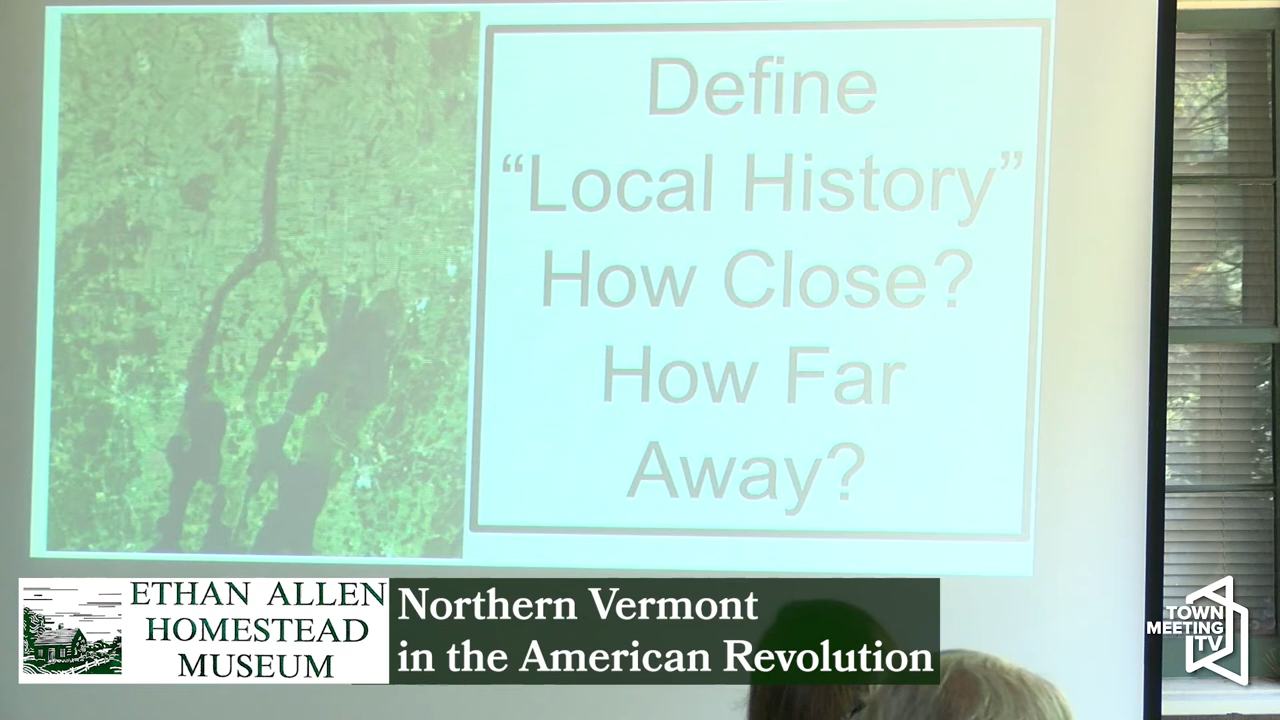 Define
“Local History”
How Close?
How Far
Away?
ETHAN ALLEN
HOMESTEAD
MUSEUM
Northern Vermont
in the American Revolution
TOWN
MEETING
TV